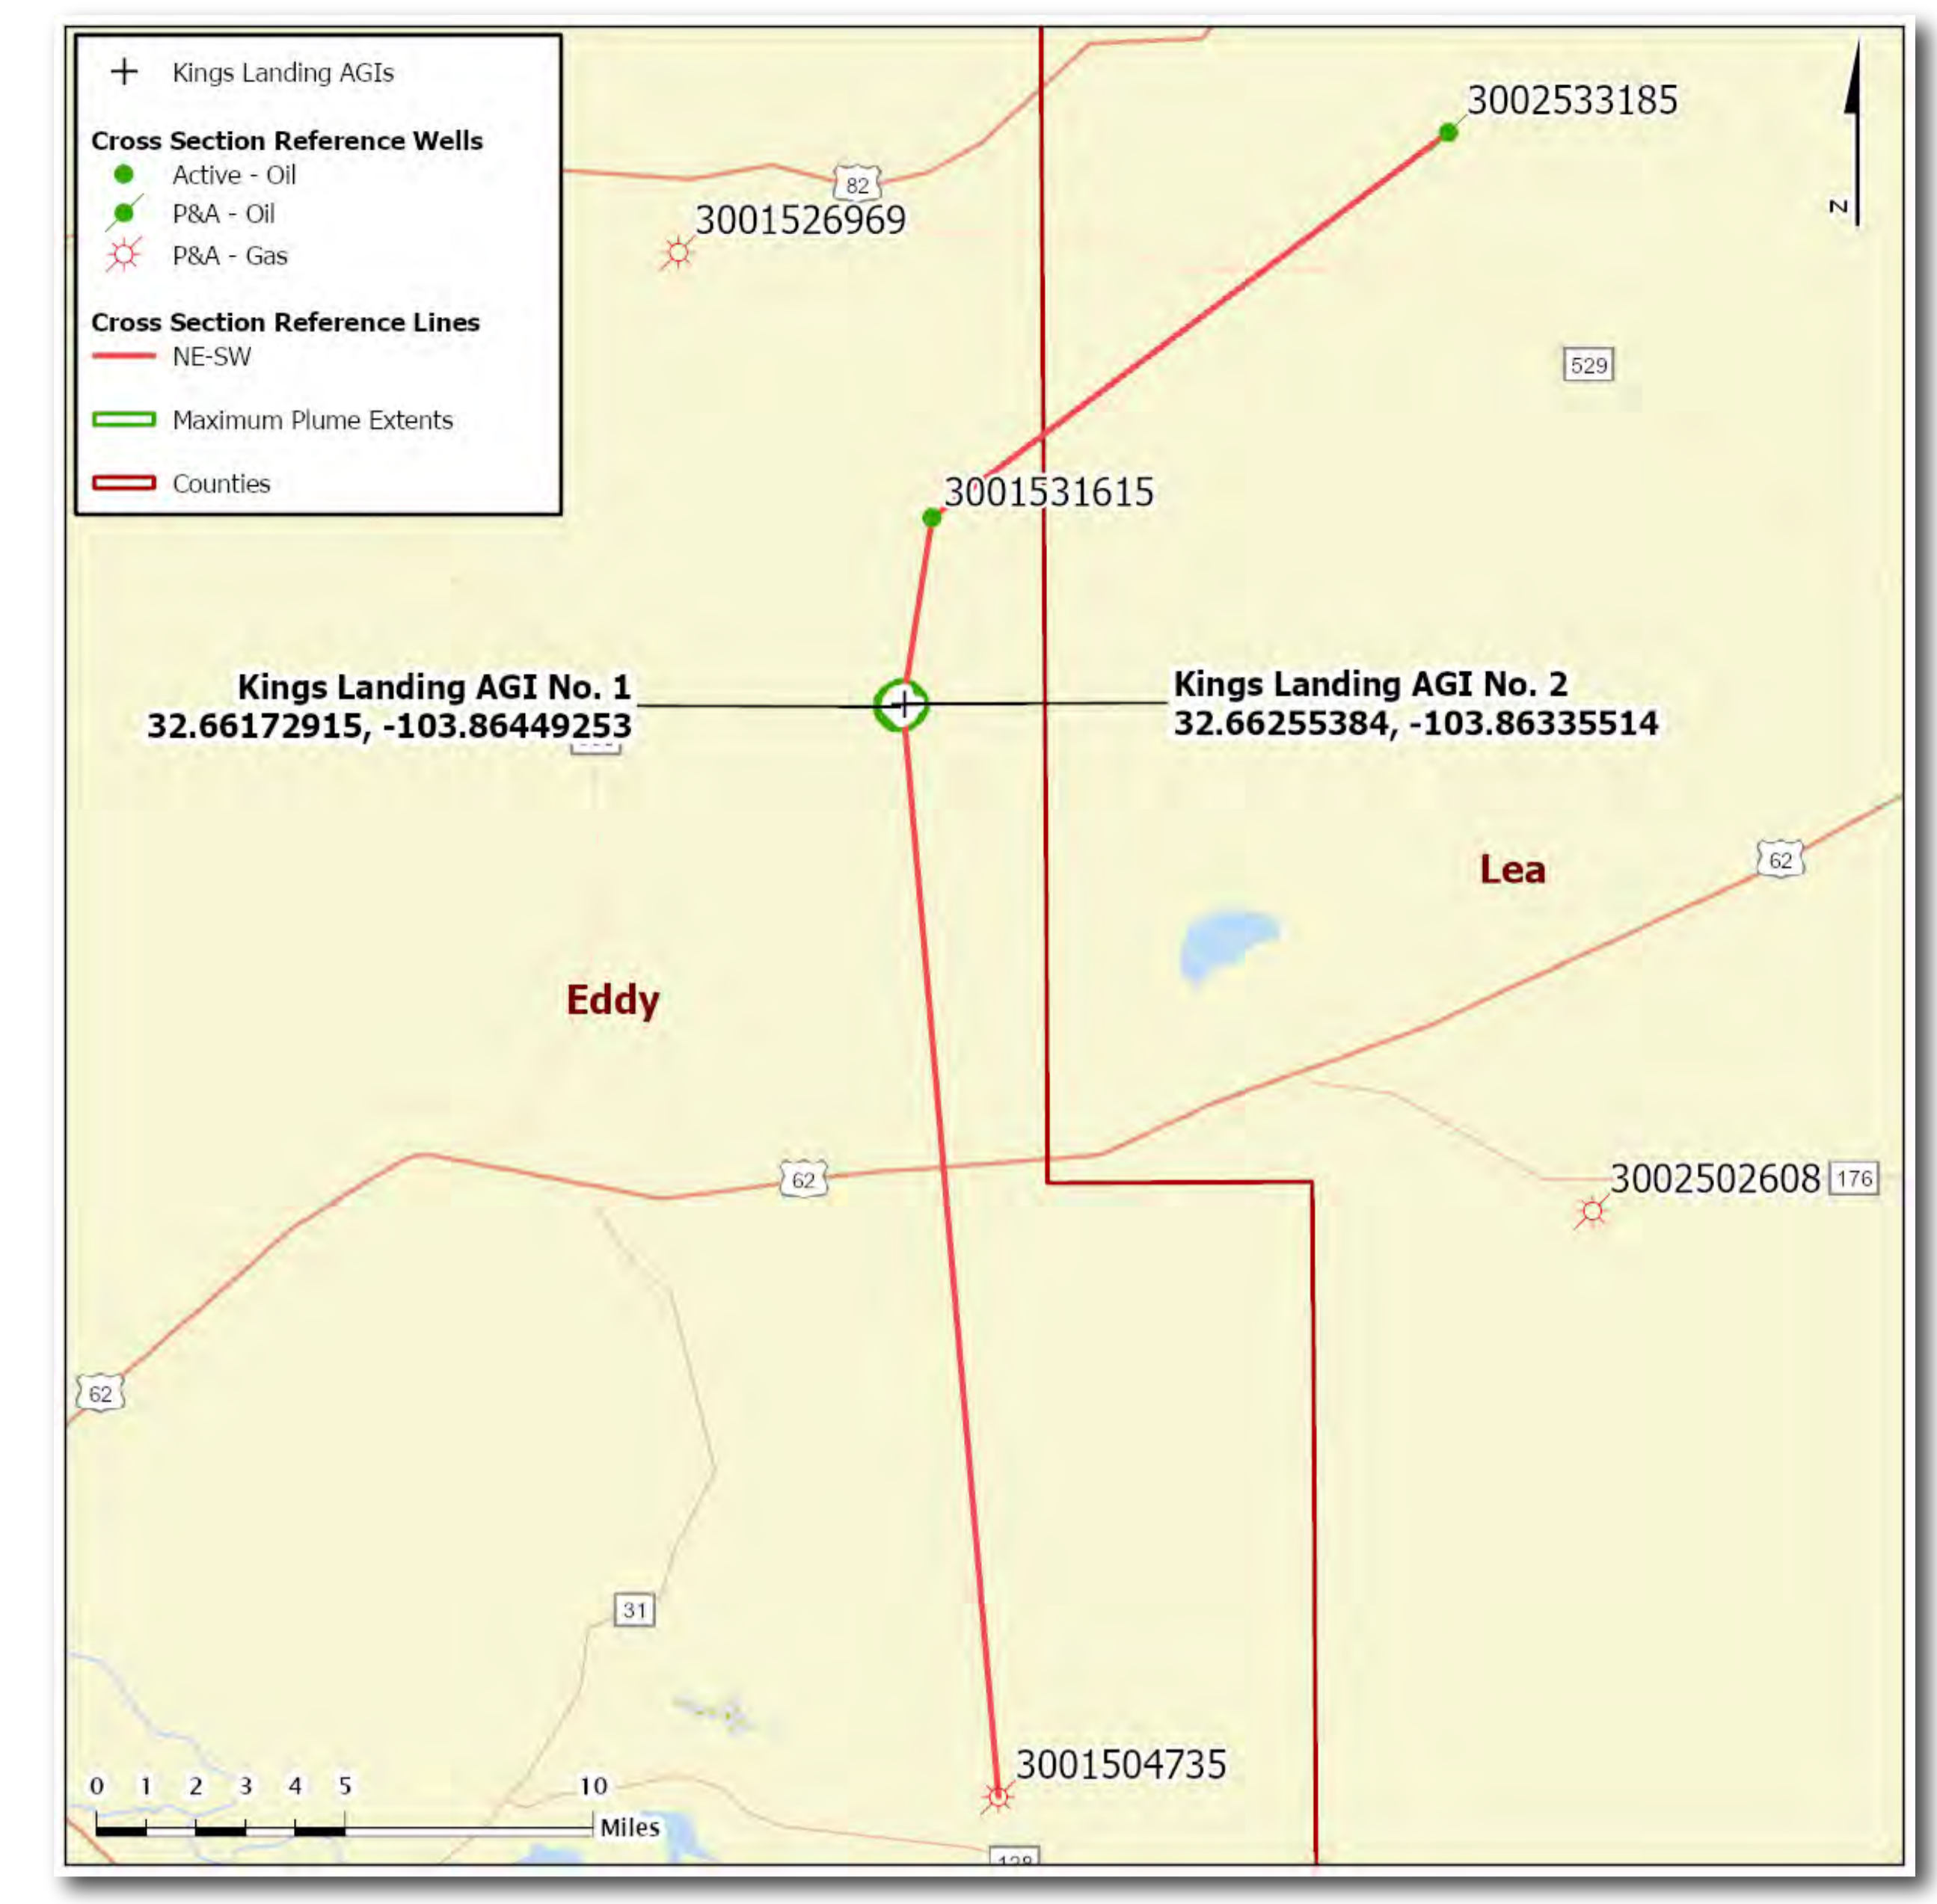 Kings Landing AGIs
Cross Section Reference Wells
Active - Oil
P&A - Oil
P&A - Gas
Cross Section Reference Lines
NE-SW
Maximum Plume Extents
Counties
3002533185
N
82
3001526969
529
3001531615
Kings Landing AGI No. 1
32.66172915, -103.86449253
Kings Landing AGI No. 2
32.66255384, -103.86335514
62
Lea
Eddy
62
3002502608
176
62
31
3001504735
0 1 2 3 4 5 10
Miles